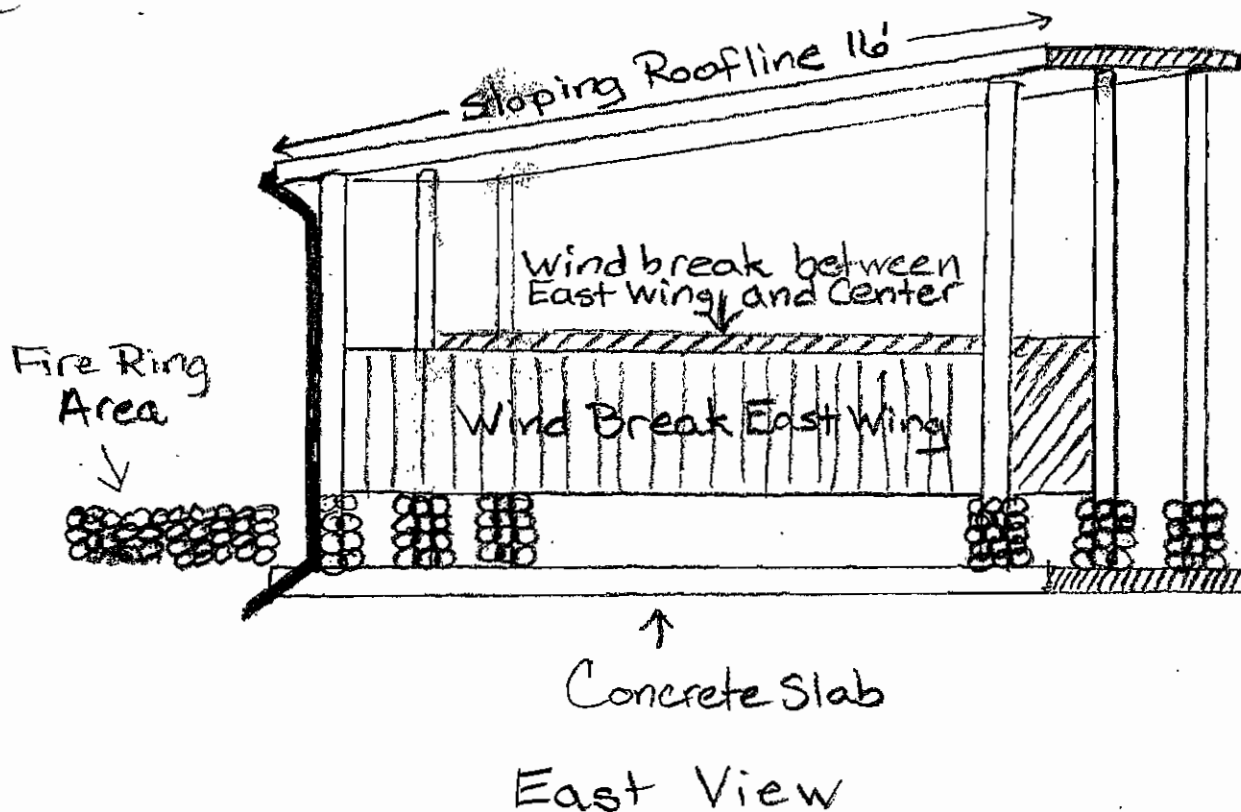 Sloping Roofline 16'
Wind break between
East Wing and Center
Fire Ring
Area
Wind Break East Wing
Concrete Slab
East View